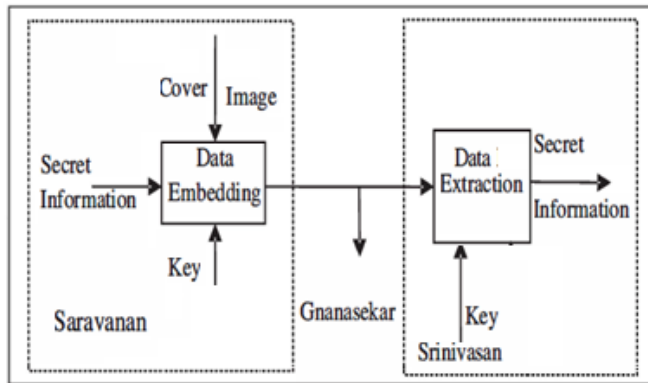 Cover Image
Secret
Information
Data
Embedding
Key
Saravanan
Gnanasekar
Data
Extraction
Secret
Information
Key
Srinivasan